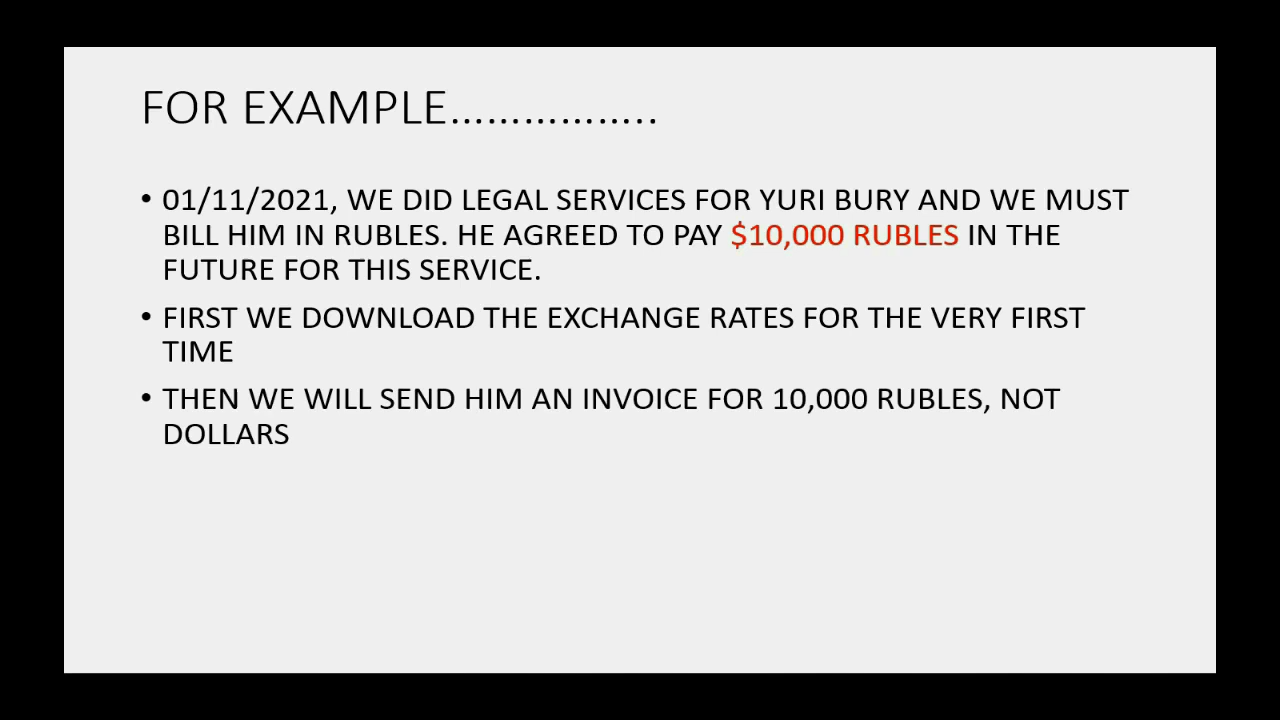 FOR EXAMPLE……………..
• 01/11/2021, WE DID LEGAL SERVICES FOR YURI BURY AND WE MUST
BILL HIM IN RUBLES. HE AGREED TO PAY $10,000 RUBLES IN THE
FUTURE FOR THIS SERVICE.
• FIRST WE DOWNLOAD THE EXCHANGE RATES FOR THE VERY FIRST
TIME
• THEN WE WILL SEND HIM AN INVOICE FOR 10,000 RUBLES, NOT
DOLLARS